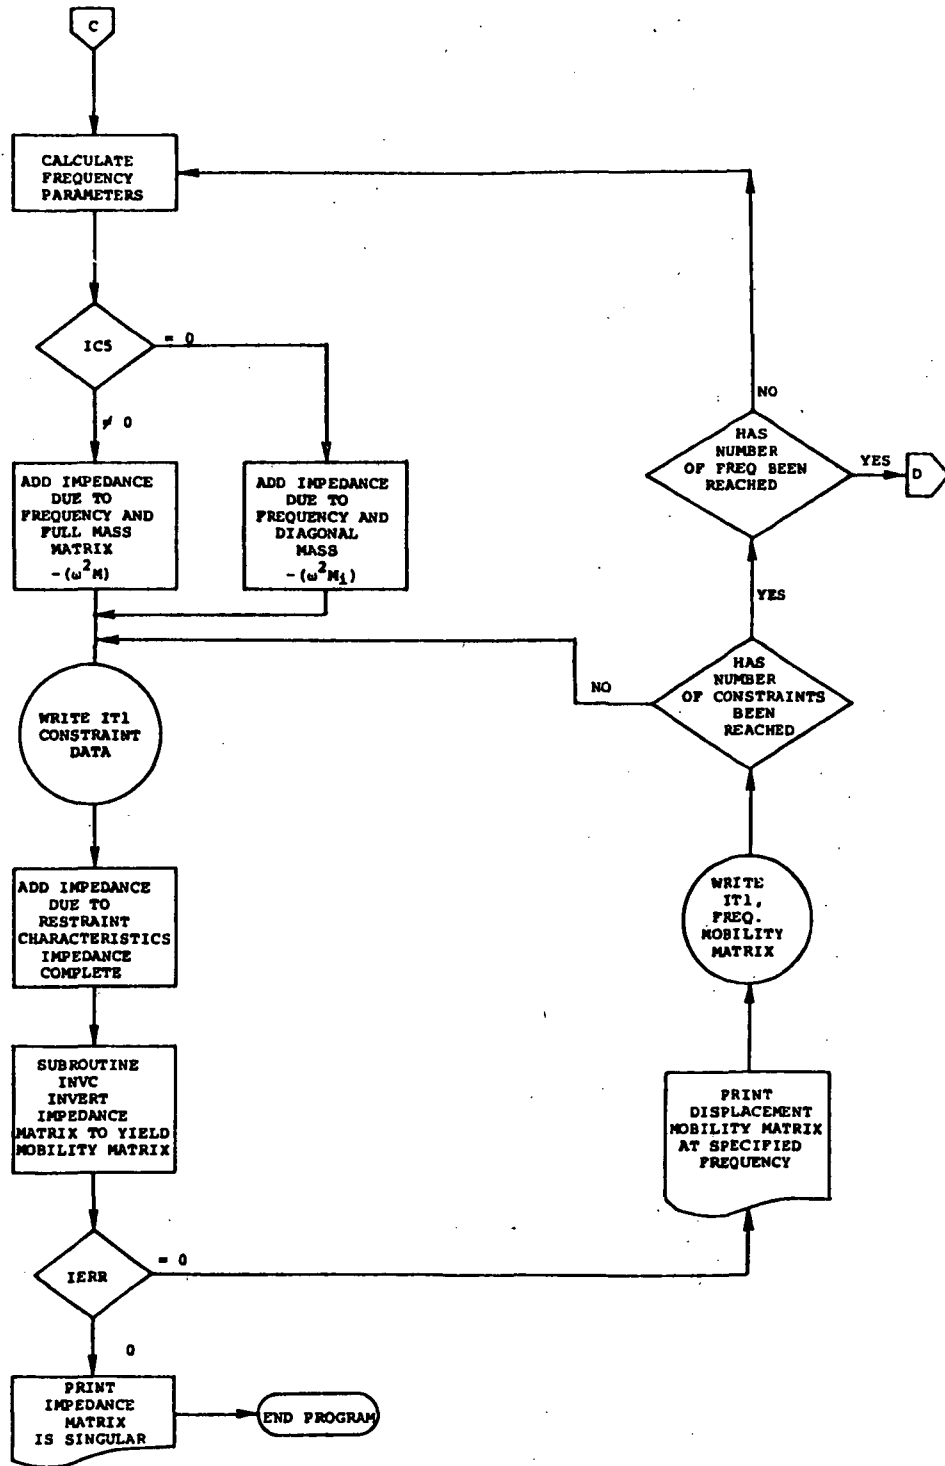 C
CALCULATE
FREQUENCY
PARAMETERS
IC5
= 0
≠ 0
ADD IMPEDANCE
DUE TO
FREQUENCY AND
FULL MASS
MATRIX
-(ω²M)
ADD IMPEDANCE
DUE TO
FREQUENCY AND
DIAGONAL
MASS
-(ω²M₁)
WRITE IT1
CONSTRAINT
DATA
ADD IMPEDANCE
DUE TO
RESTRAINT
CHARACTERISTICS
IMPEDANCE
COMPLETE
SUBROUTINE
INVC
INVERT
IMPEDANCE
MATRIX TO YIELD
MOBILITY MATRIX
IERR
= 0
0
PRINT
IMPEDANCE
MATRIX
IS SINGULAR
END PROGRAM
PRINT
DISPLACEMENT
MOBILITY MATRIX
AT SPECIFIED
FREQUENCY
WRITE
IT1,
FREQ.
MOBILITY
MATRIX
HAS
NUMBER
OF CONSTRAINTS
BEEN
REACHED
NO
YES
HAS
NUMBER
OF FREQ BEEN
REACHED
NO
YES
D